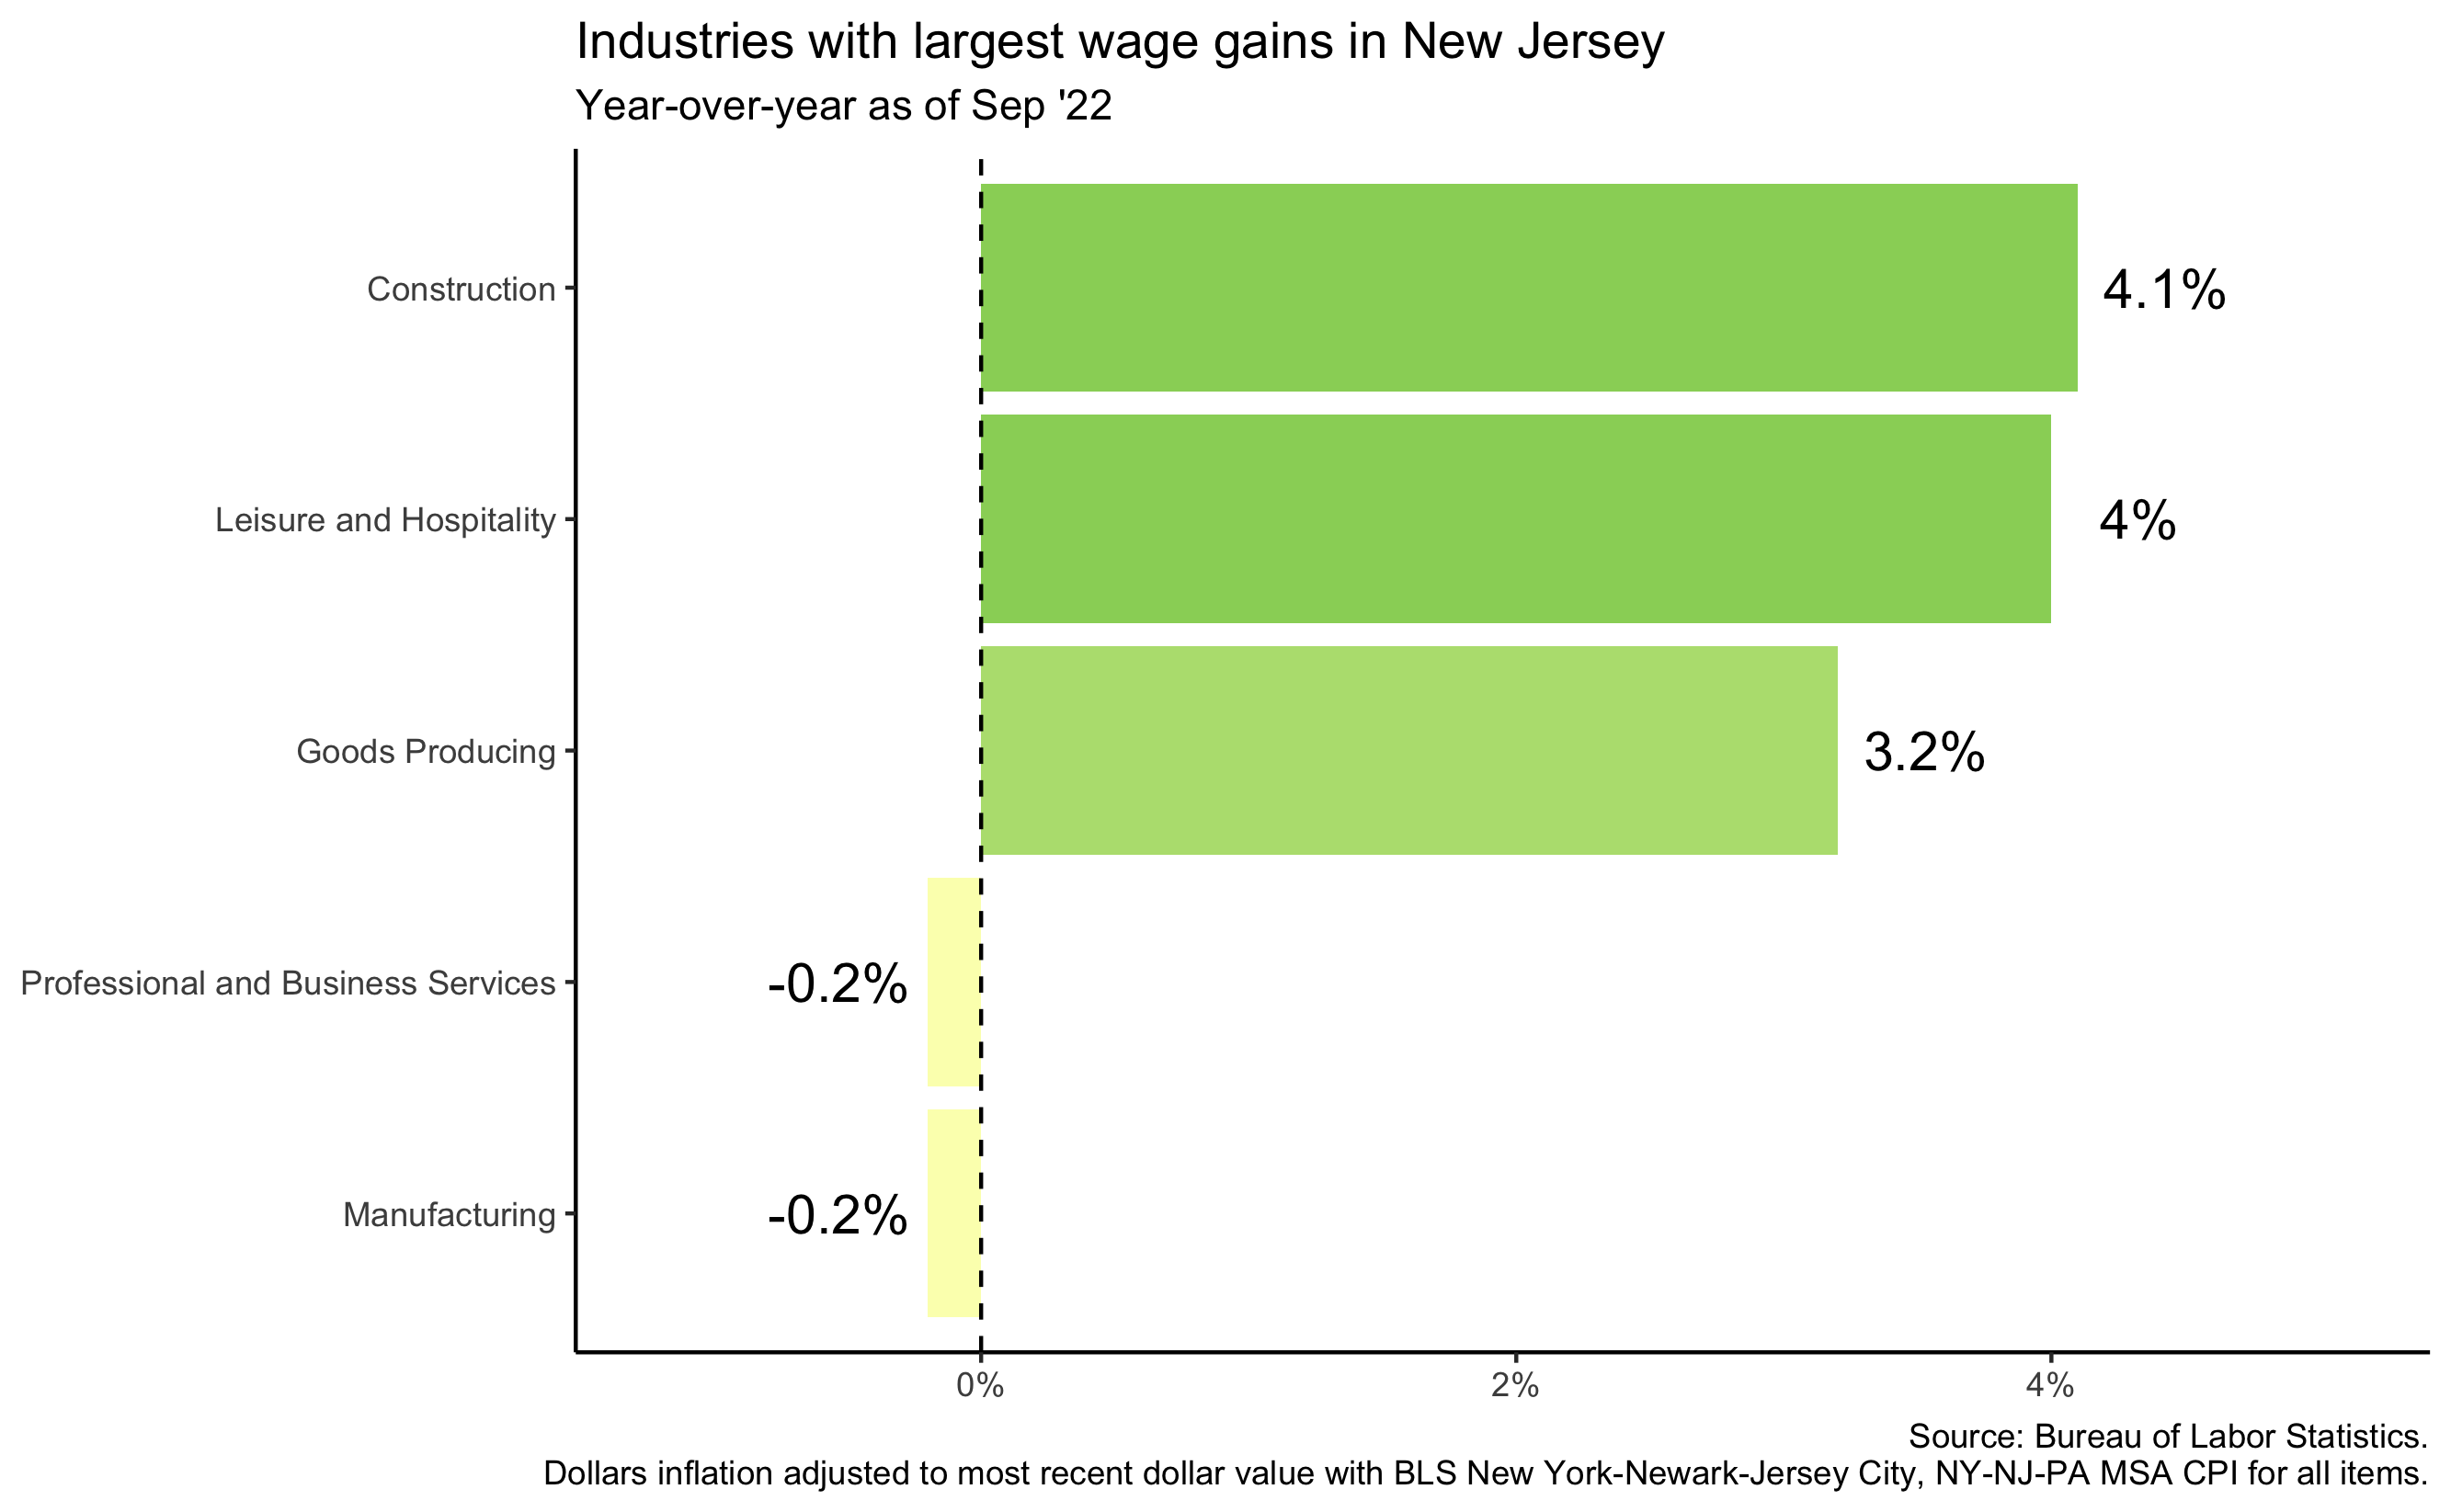 Industries with largest wage gains in New Jersey
Year-over-year as of Sep '22
Construction
4.1%
Leisure and Hospitality
4%
Goods Producing
3.2%
Professional and Business Services
-0.2%
Manufacturing
-0.2%
0%
2%
4%
Source: Bureau of Labor Statistics.
Dollars inflation adjusted to most recent dollar value with BLS New York-Newark-Jersey City, NY-NJ-PA MSA CPI for all items.